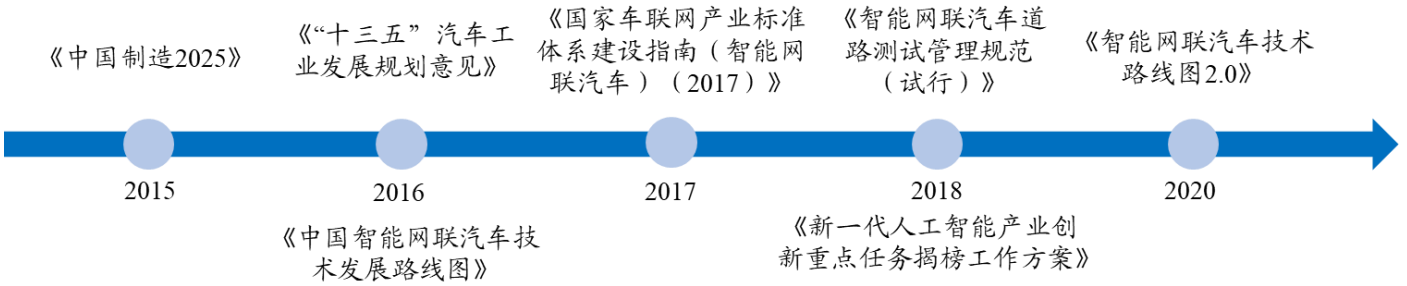 《中国制造2025》
《“十三五”汽车工
业发展规划意见》
《国家车联网产业标准
体系建设指南（智能网
联汽车）（2017）》
《智能网联汽车道
路测试管理规范
（试行）》
《智能网联汽车技术
路线图2.0》
2015
2016
2017
2018
2020
《中国智能网联汽车技
术发展路线图》
《新一代人工智能产业创
新重点任务揭榜工作方案》